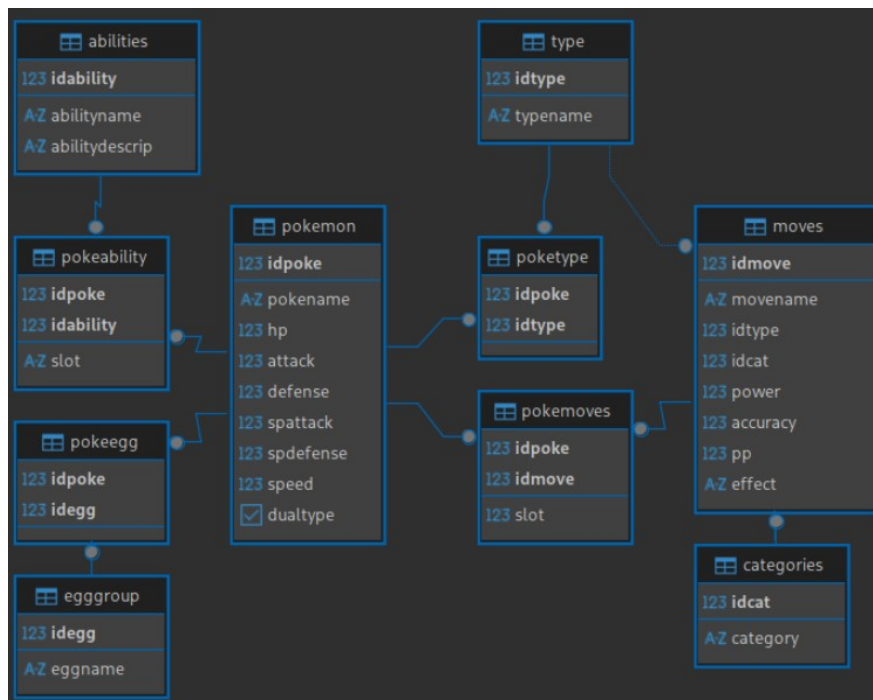 abilities
123 idability
A-Z abilityname
A-Z abilitydescrip
type
123 idtype
A-Z typename
pokeability
123 idpoke
123 idability
A-Z slot
pokemon
123 idpoke
A-Z pokename
123 hp
123 attack
123 defense
123 spattack
123 spdefense
123 speed
dualtype
poketype
123 idpoke
123 idtype
moves
123 idmove
A-Z movename
123 idtype
123 idcat
123 power
123 accuracy
123 pp
A-Z effect
pokeegg
123 idpoke
123 idegg
pokemoves
123 idpoke
123 idmove
123 slot
egggroup
123 idegg
A-Z eggname
categories
123 idcat
A-Z category